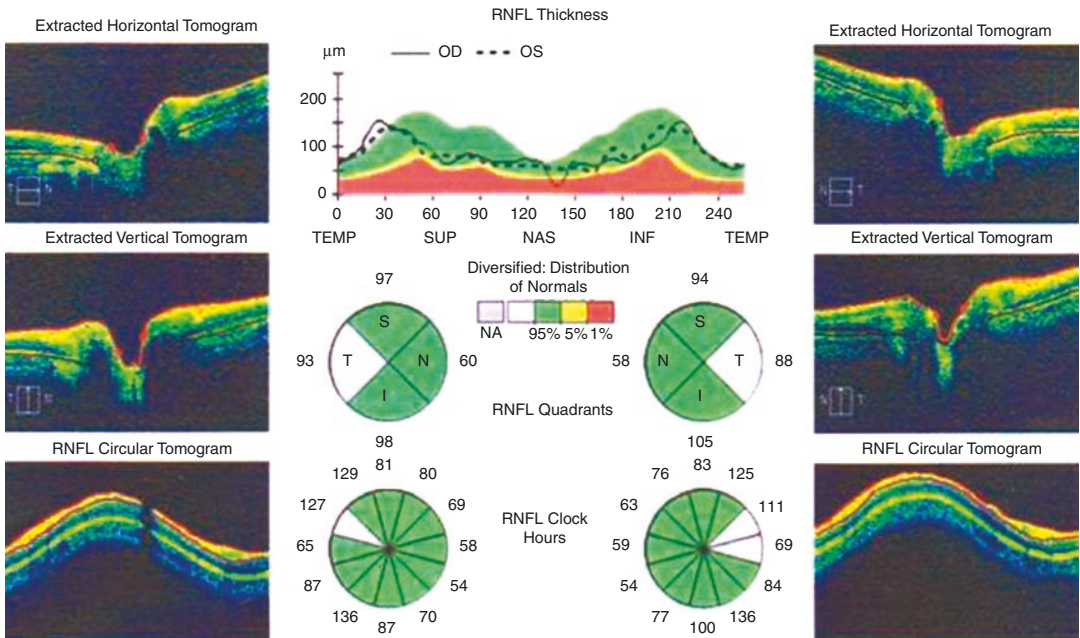 RNFL Thickness
Extracted Horizontal Tomogram
Extracted Horizontal Tomogram
μm
OD
OS
200
100
0
0 30 60 90 120 150 180 210 240
TEMP SUP NAS INF TEMP
T N
N T
Extracted Vertical Tomogram
Extracted Vertical Tomogram
Diversified: Distribution
of Normals
NA 95% 5% 1%
97
S
93 T N 60
I
98
94
S
58 N T 88
I
105
RNFL Quadrants
T N
N T
RNFL Circular Tomogram
RNFL Circular Tomogram
RNFL Clock
Hours
81
129 80
127 69
65 58
87 54
136 70
87
83
76 125
63 111
59 69
54 84
77 136
100